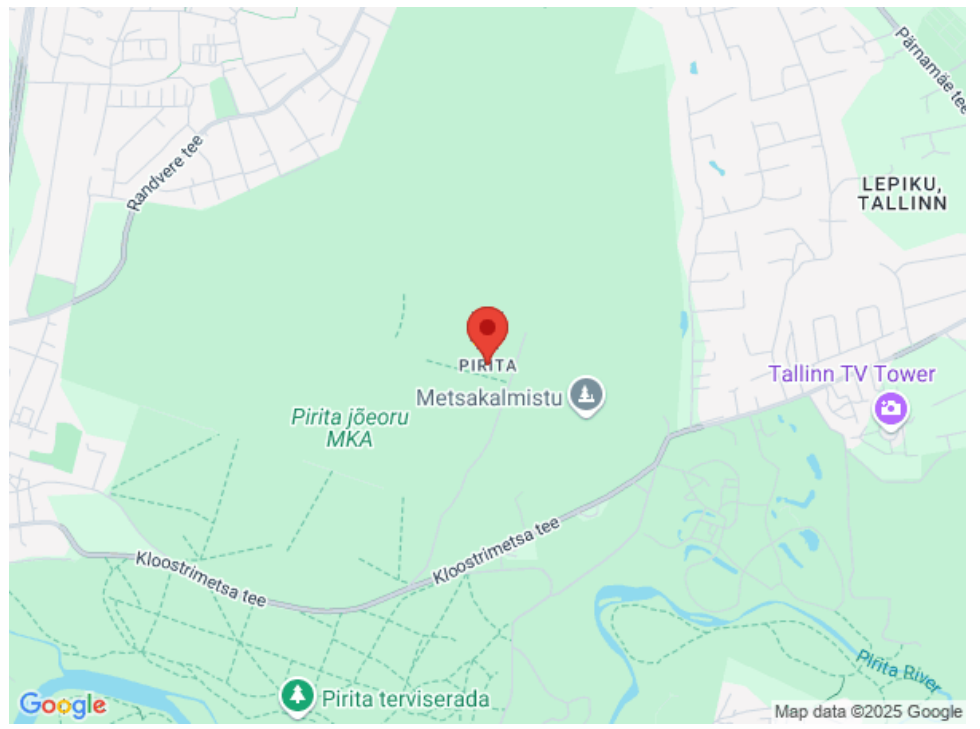 Pärnamäe tee
Randvere tee
LEPIKU,
TALLINN
PIRITA
Tallinn TV Tower
Metsakalmistu
Pirita jõeoru
MKA
Kloostrimetsa tee
Kloostrimetsa tee
Pirita River
Pirita terviserada
Google
Map data ©2025 Google